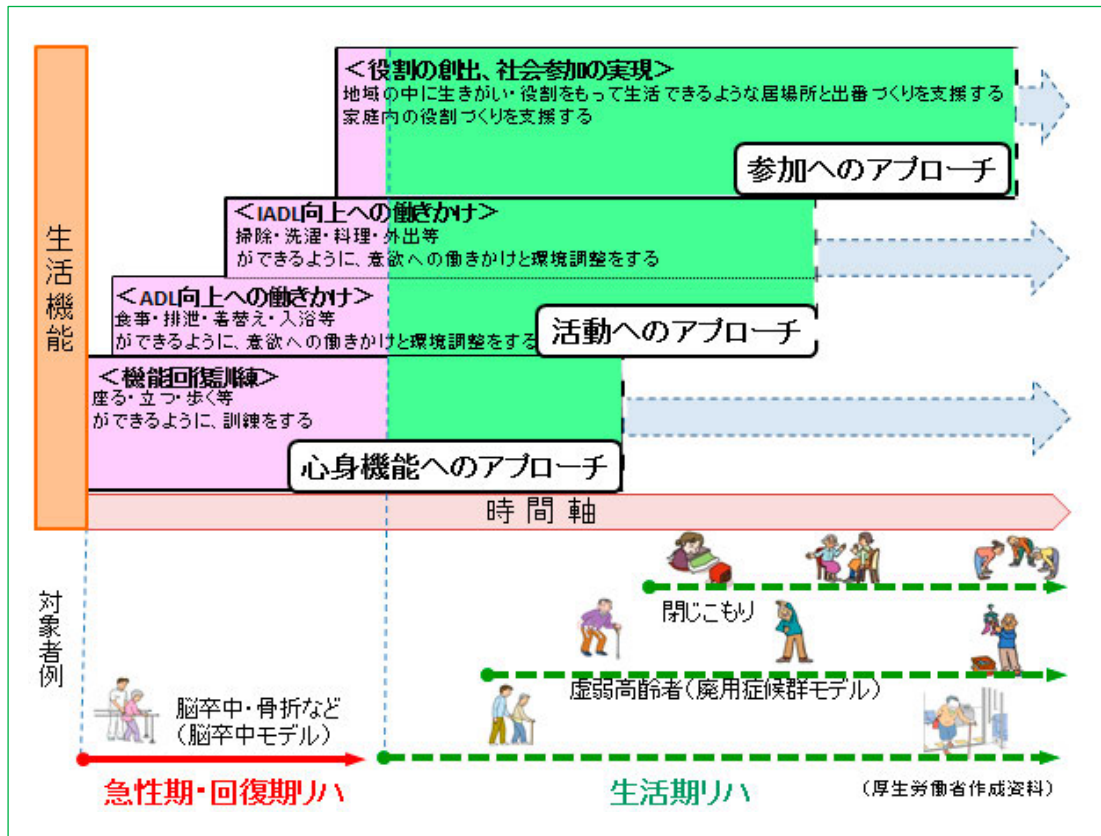 生活機能
<役割の創出、社会参加の実現>
地域の中に生きがい・役割をもって生活できるような居場所と出番づくりを支援する
家庭内の役割づくりを支援する
参加へのアプローチ
<IADL向上への働きかけ>
掃除・洗濯・料理・外出等
ができるように、意欲への働きかけと環境調整をする
<ADL向上への働きかけ>
食事・排泄・着替え・入浴等
ができるように、意欲への働きかけと環境調整をする
活動へのアプローチ
<機能回復訓練>
座る・立つ・歩く等
ができるように、訓練をする
心身機能へのアプローチ
時間軸
対象者例
閉じこもり
虚弱高齢者(廃用症候群モデル)
脳卒中・骨折など
(脳卒中モデル)
急性期・回復期リハ
生活期リハ
(厚生労働省作成資料)